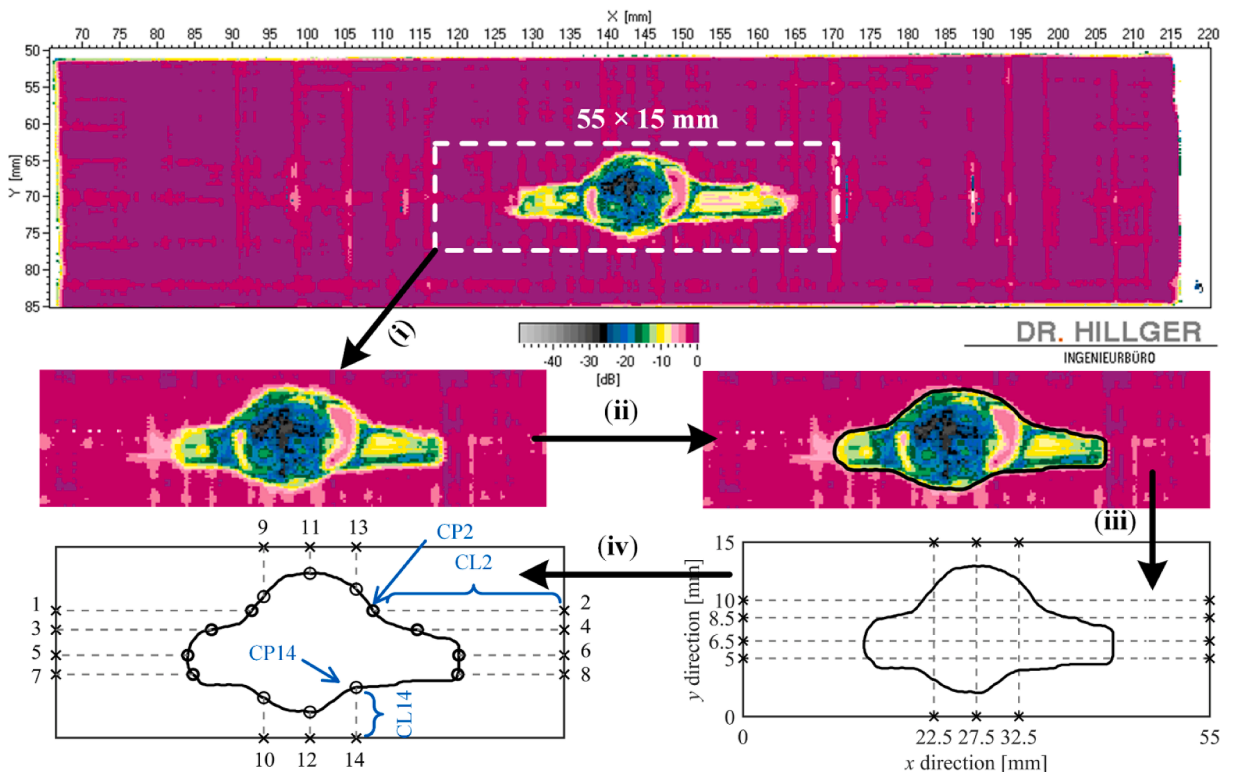 X [mm]
70 75 80 85 90 95 100 105 110 115 120 125 130 135 140 145 150 155 160 165 170 175 180 185 190 195 200 205 210 215 220
50
55
60
65
70
75
80
85
Y [mm]
55 × 15 mm
(i)
-40 -30 -20 -10 0
[dB]
DR. HILLGER
INGENIEURBÜRO
(ii)
(iii)
(iv)
9 11 13
CP2
CL2
1 2
3 4
5 6
7 8
CP14
CL14
10 12 14
15
10
8.5
6.5
5
0
y direction [mm]
0 22.5 27.5 32.5 55
x direction [mm]